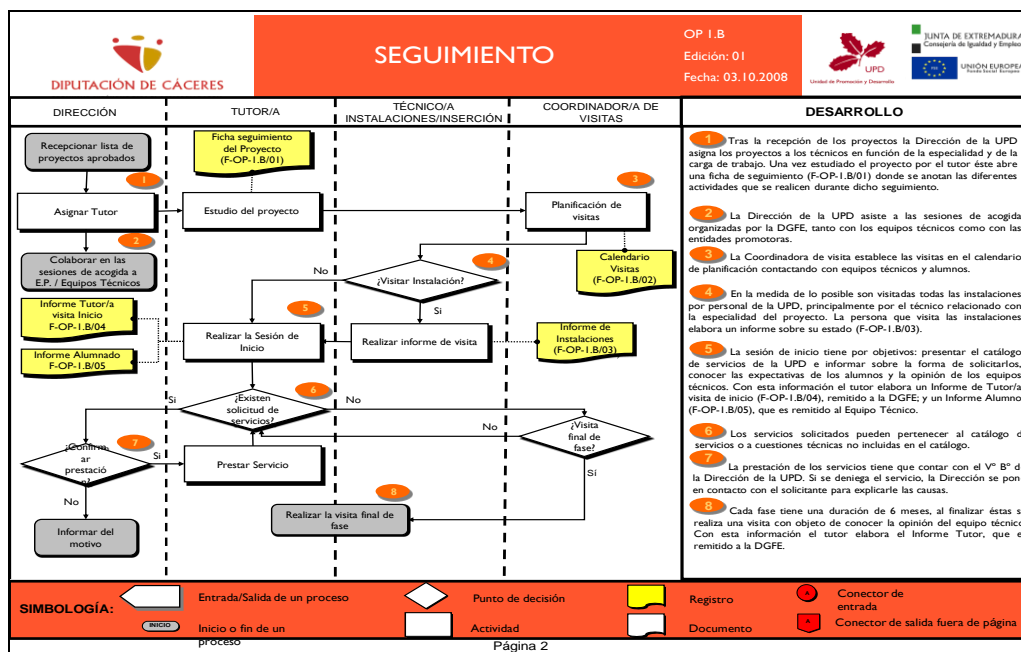 DIPUTACIÓN DE CÁCERES
SEGUIMIENTO
OP 1.B
Edición: 01
Fecha: 03.10.2008
UPD
Unidad de Promoción y Desarrollo
JUNTA DE EXTREMADURA
Consejería de Igualdad y Empleo
UNIÓN EUROPEA
Fondo Social Europeo
DIRECCIÓN
TUTOR/A
TÉCNICO/A
INSTALACIONES/INSERCIÓN
COORDINADOR/A DE
VISITAS
DESARROLLO
Recepcionar lista de
proyectos aprobados
Ficha seguimiento
del Proyecto
(F-OP-1.B/01)
1
3
Asignar Tutor
Estudio del proyecto
Planificación de
visitas
2
Colaborar en las
sesiones de acogida a
E.P. / Equipos Técnicos
No
4
¿Visitar Instalación?
Calendario
Visitas
(F-OP-1.B/02)
Si
Informe Tutor/a
visita Inicio
F-OP-1.B/04
5
Realizar la Sesión de
Inicio
Realizar informe de visita
Informe de
Instalaciones
(F-OP-1.B/03)
Informe Alumnado
F-OP-1.B/05
6
Si
¿Existen
solicitud de
servicios?
No
No
¿Visita
final de
fase?
7
¿Confirm
ar
prestación
n?
Si
Prestar Servicio
Sí
No
8
Informar del
motivo
Realizar la visita final de
fase
1 Tras la recepción de los proyectos la Dirección de la UPD
asigna los proyectos a los técnicos en función de la especialidad y de la
carga de trabajo. Una vez estudiado el proyecto por el tutor éste abre
una ficha de seguimiento (F-OP-1.B/01) donde se anotan las diferentes
actividades que se realicen durante dicho seguimiento.
2 La Dirección de la UPD asiste a las sesiones de acogida
organizadas por la DGFE, tanto con los equipos técnicos como con las
entidades promotoras.
3 La Coordinadora de visita establece las visitas en el calendario
de planificación contactando con equipos técnicos y alumnos.
4 En la medida de lo posible son visitadas todas las instalaciones
por personal de la UPD, principalmente por el técnico relacionado con
la especialidad del proyecto. La persona que visita las instalaciones
elabora un informe sobre su estado (F-OP-1.B/03).
5 La sesión de inicio tiene por objetivos: presentar el catálogo
de servicios de la UPD e informar sobre la forma de solicitarlos,
conocer las expectativas de los alumnos y la opinión de los equipos
técnicos. Con esta información el tutor elabora un Informe de Tutor/a
visita de inicio (F-OP-1.B/04), remitido a la DGFE; y un Informe Alumno
(F-OP-1.B/05), que es remitido al Equipo Técnico.
6 Los servicios solicitados pueden pertenecer al catálogo d
servicios o a cuestiones técnicas no incluidas en el catálogo.
7 La prestación de los servicios tiene que contar con el Vº Bº d
la Dirección de la UPD. Si se deniega el servicio, la Dirección se pon
en contacto con el solicitante para explicarle las causas.
8 Cada fase tiene una duración de 6 meses, al finalizar éstas s
realiza una visita con objeto de conocer la opinión del equipo técnico
Con esta información el tutor elabora el Informe Tutor, que e
remitido a la DGFE.
SIMBOLOGÍA:
Entrada/Salida de un proceso
Punto de decisión
Registro
Conector de
entrada
INICIO
Inicio o fin de un
proceso
Actividad
Documento
Conector de salida fuera de página
Página 2